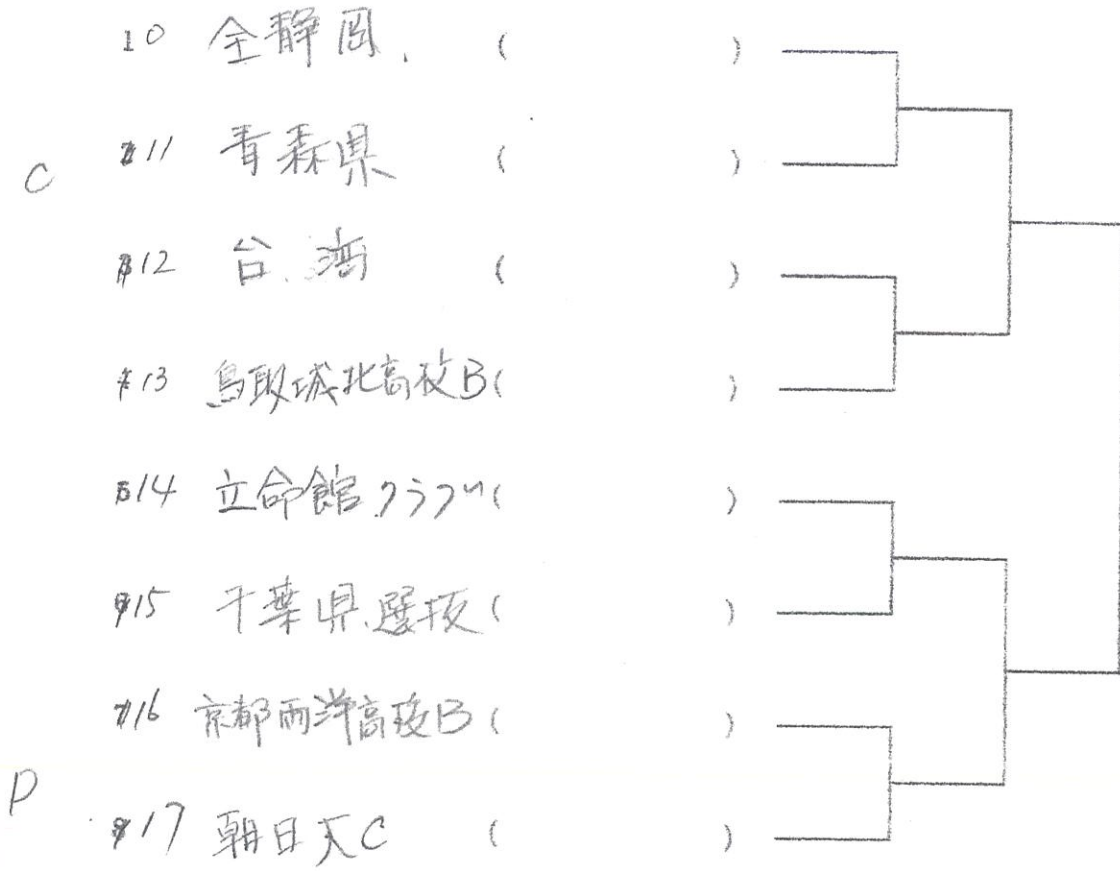 10 全静岡. ( )
11 青森県 ( )
C
12 台湾 ( )
13 鳥取城北高校B ( )
14 立命館クラブ ( )
15 千葉県選抜 ( )
16 京都両洋高校B ( )
D
17 朝日大C ( )